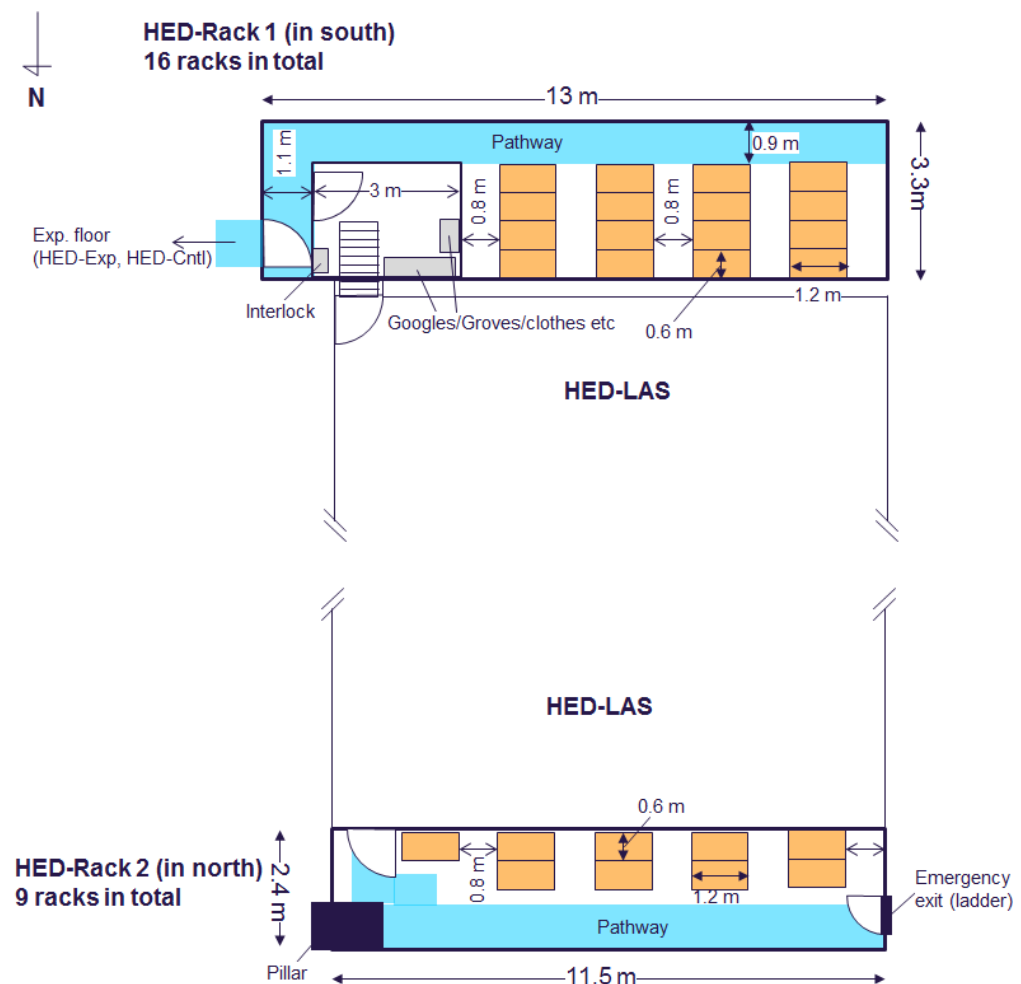 HED-Rack 1 (in south)
16 racks in total
N
13 m
Pathway
1.1 m
0.9 m
3 m
0.8 m
0.8 m
3.3m
Exp. floor
(HED-Exp, HED-Cntl)
Interlock
Googles/Groves/clothes etc
0.6 m
1.2 m
HED-LAS
HED-LAS
0.6 m
HED-Rack 2 (in north)
9 racks in total
2.4 m
0.8 m
1.2 m
Emergency
exit (ladder)
Pathway
Pillar
11.5 m